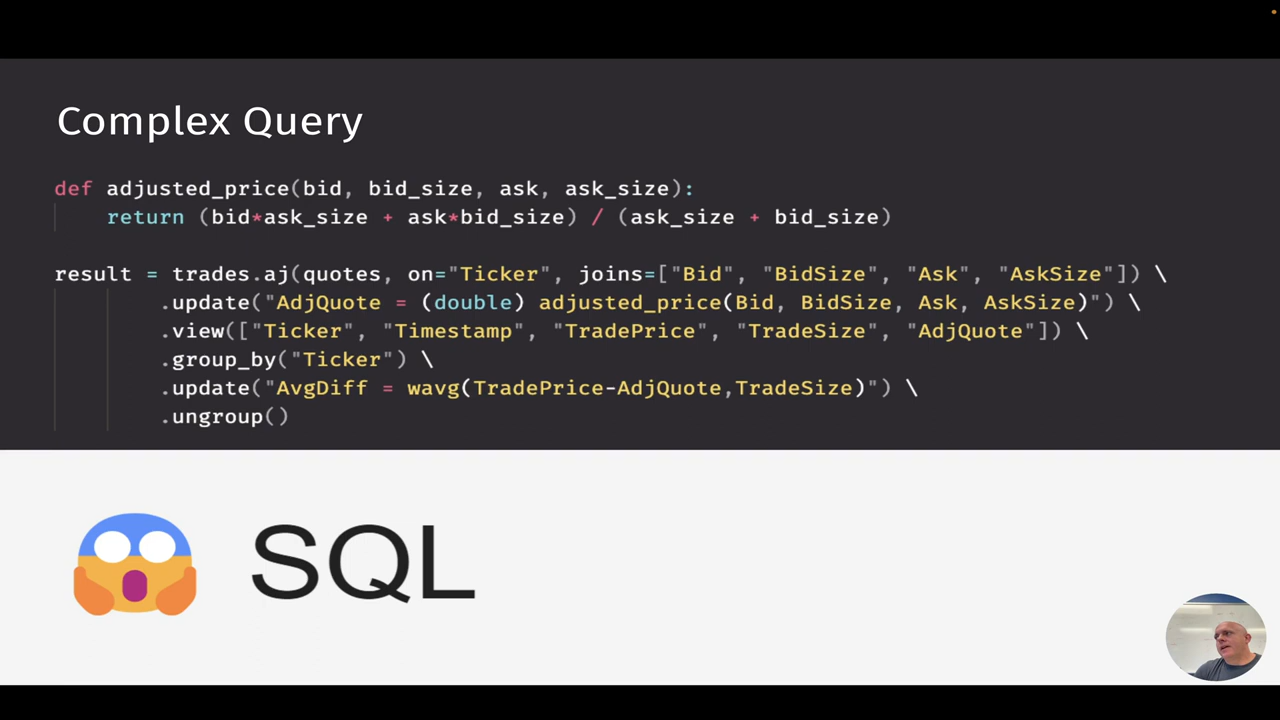 Complex Query
def adjusted_price(bid, bid_size, ask, ask_size):
    return (bid*ask_size + ask*bid_size) / (ask_size + bid_size)
result = trades.aj(quotes, on="Ticker", joins=["Bid", "BidSize", "Ask", "AskSize"]) \
        .update("AdjQuote = (double) adjusted_price(Bid, BidSize, Ask, AskSize)") \
        .view(["Ticker", "Timestamp", "TradePrice", "TradeSize", "AdjQuote"]) \
        .group_by("Ticker") \
        .update("AvgDiff = wavg(TradePrice-AdjQuote,TradeSize)") \
        .ungroup()
SQL